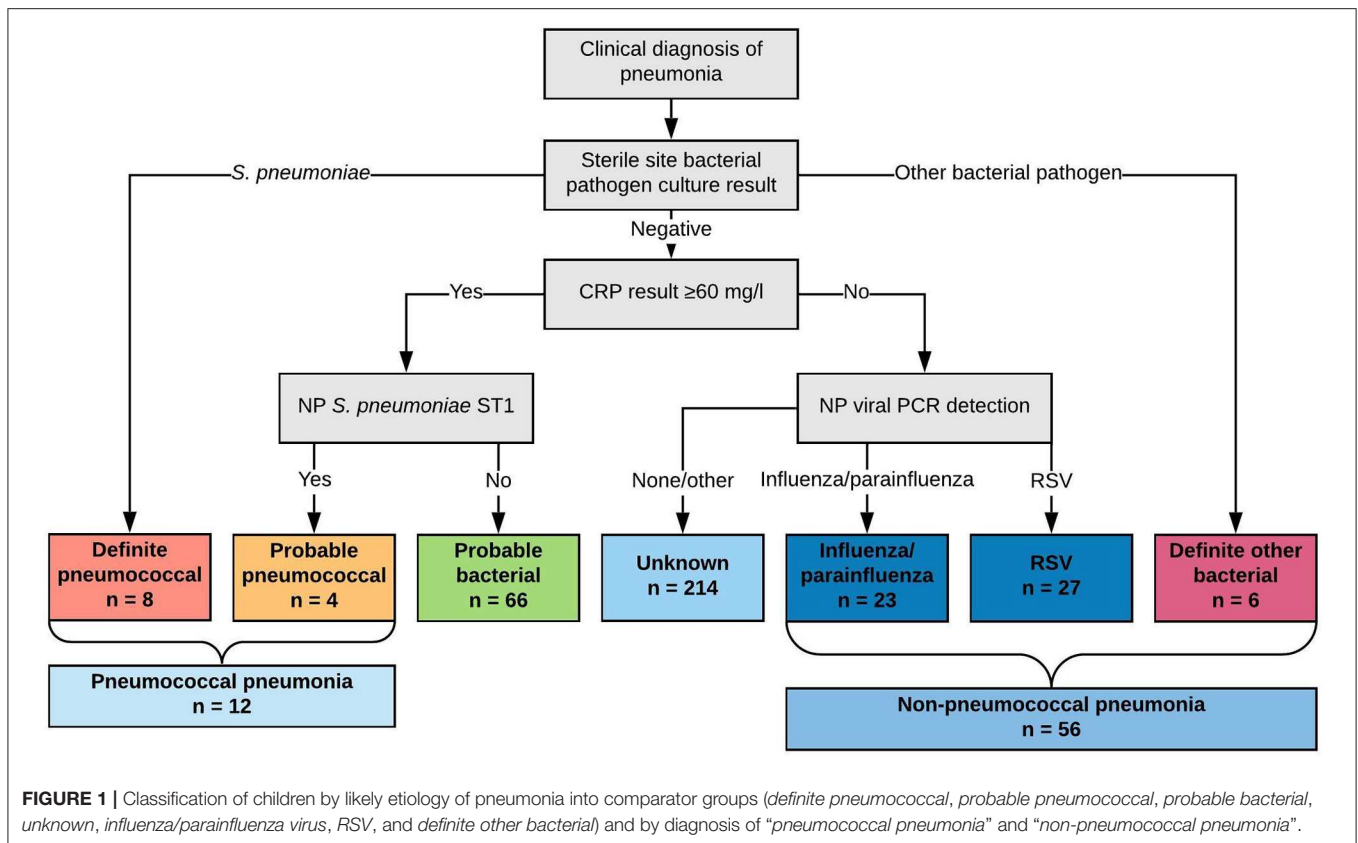 Clinical diagnosis of
pneumonia
Sterile site bacterial
pathogen culture result
S. pneumoniae
Other bacterial pathogen
Negative
CRP result ≥60 mg/l
Yes
No
NP S. pneumoniae ST1
NP viral PCR detection
Yes
No
None/other
Influenza/parainfluenza
RSV
Definite
pneumococcal
n = 8
Probable
pneumococcal
n = 4
Probable
bacterial
n = 66
Unknown
n = 214
Influenza/
parainfluenza
n = 23
RSV
n = 27
Definite other
bacterial
n = 6
Pneumococcal pneumonia
n = 12
Non-pneumococcal pneumonia
n = 56
FIGURE 1 | Classification of children by likely etiology of pneumonia into comparator groups (definite pneumococcal, probable pneumococcal, probable bacterial,
unknown, influenza/parainfluenza virus, RSV, and definite other bacterial) and by diagnosis of “pneumococcal pneumonia” and “non-pneumococcal pneumonia”.